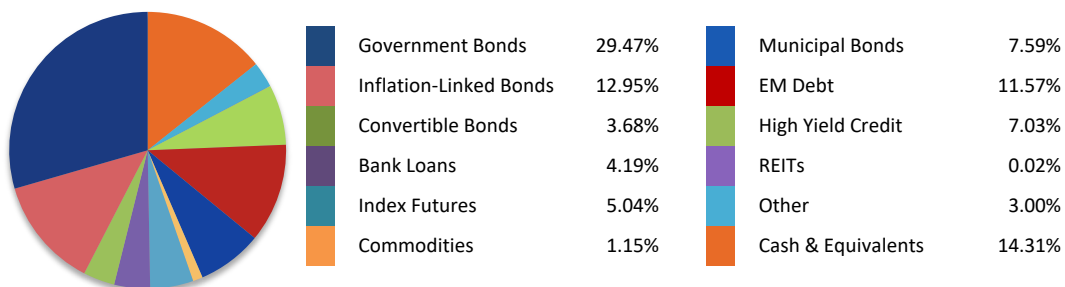 Government Bonds 29.47%
Inflation-Linked Bonds 12.95%
Convertible Bonds 3.68%
Bank Loans 4.19%
Index Futures 5.04%
Commodities 1.15%
Municipal Bonds 7.59%
EM Debt 11.57%
High Yield Credit 7.03%
REITs 0.02%
Other 3.00%
Cash & Equivalents 14.31%